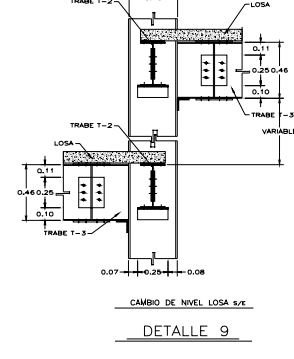 TRABE T-2
LOSA
0.11
0.25
0.46
0.10
TRABE T-3
TRABE T-2
LOSA
0.11
0.46
0.25
0.10
TRABE T-3
0.07
0.25
0.08
CAMBIO DE NIVEL LOSA S/E
DETALLE 9